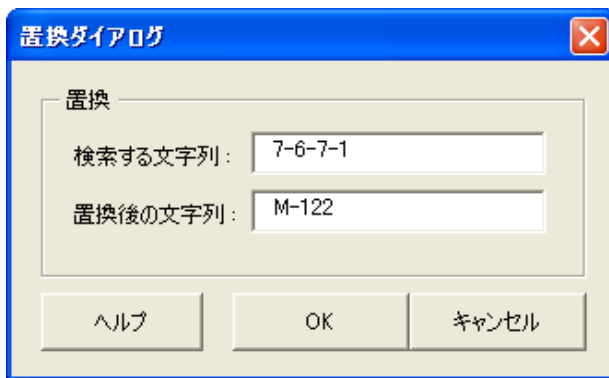 置換ダイアログ
置換
検索する文字列: 7-6-7-1
置換後の文字列: M-122
ヘルプ OK キャンセル